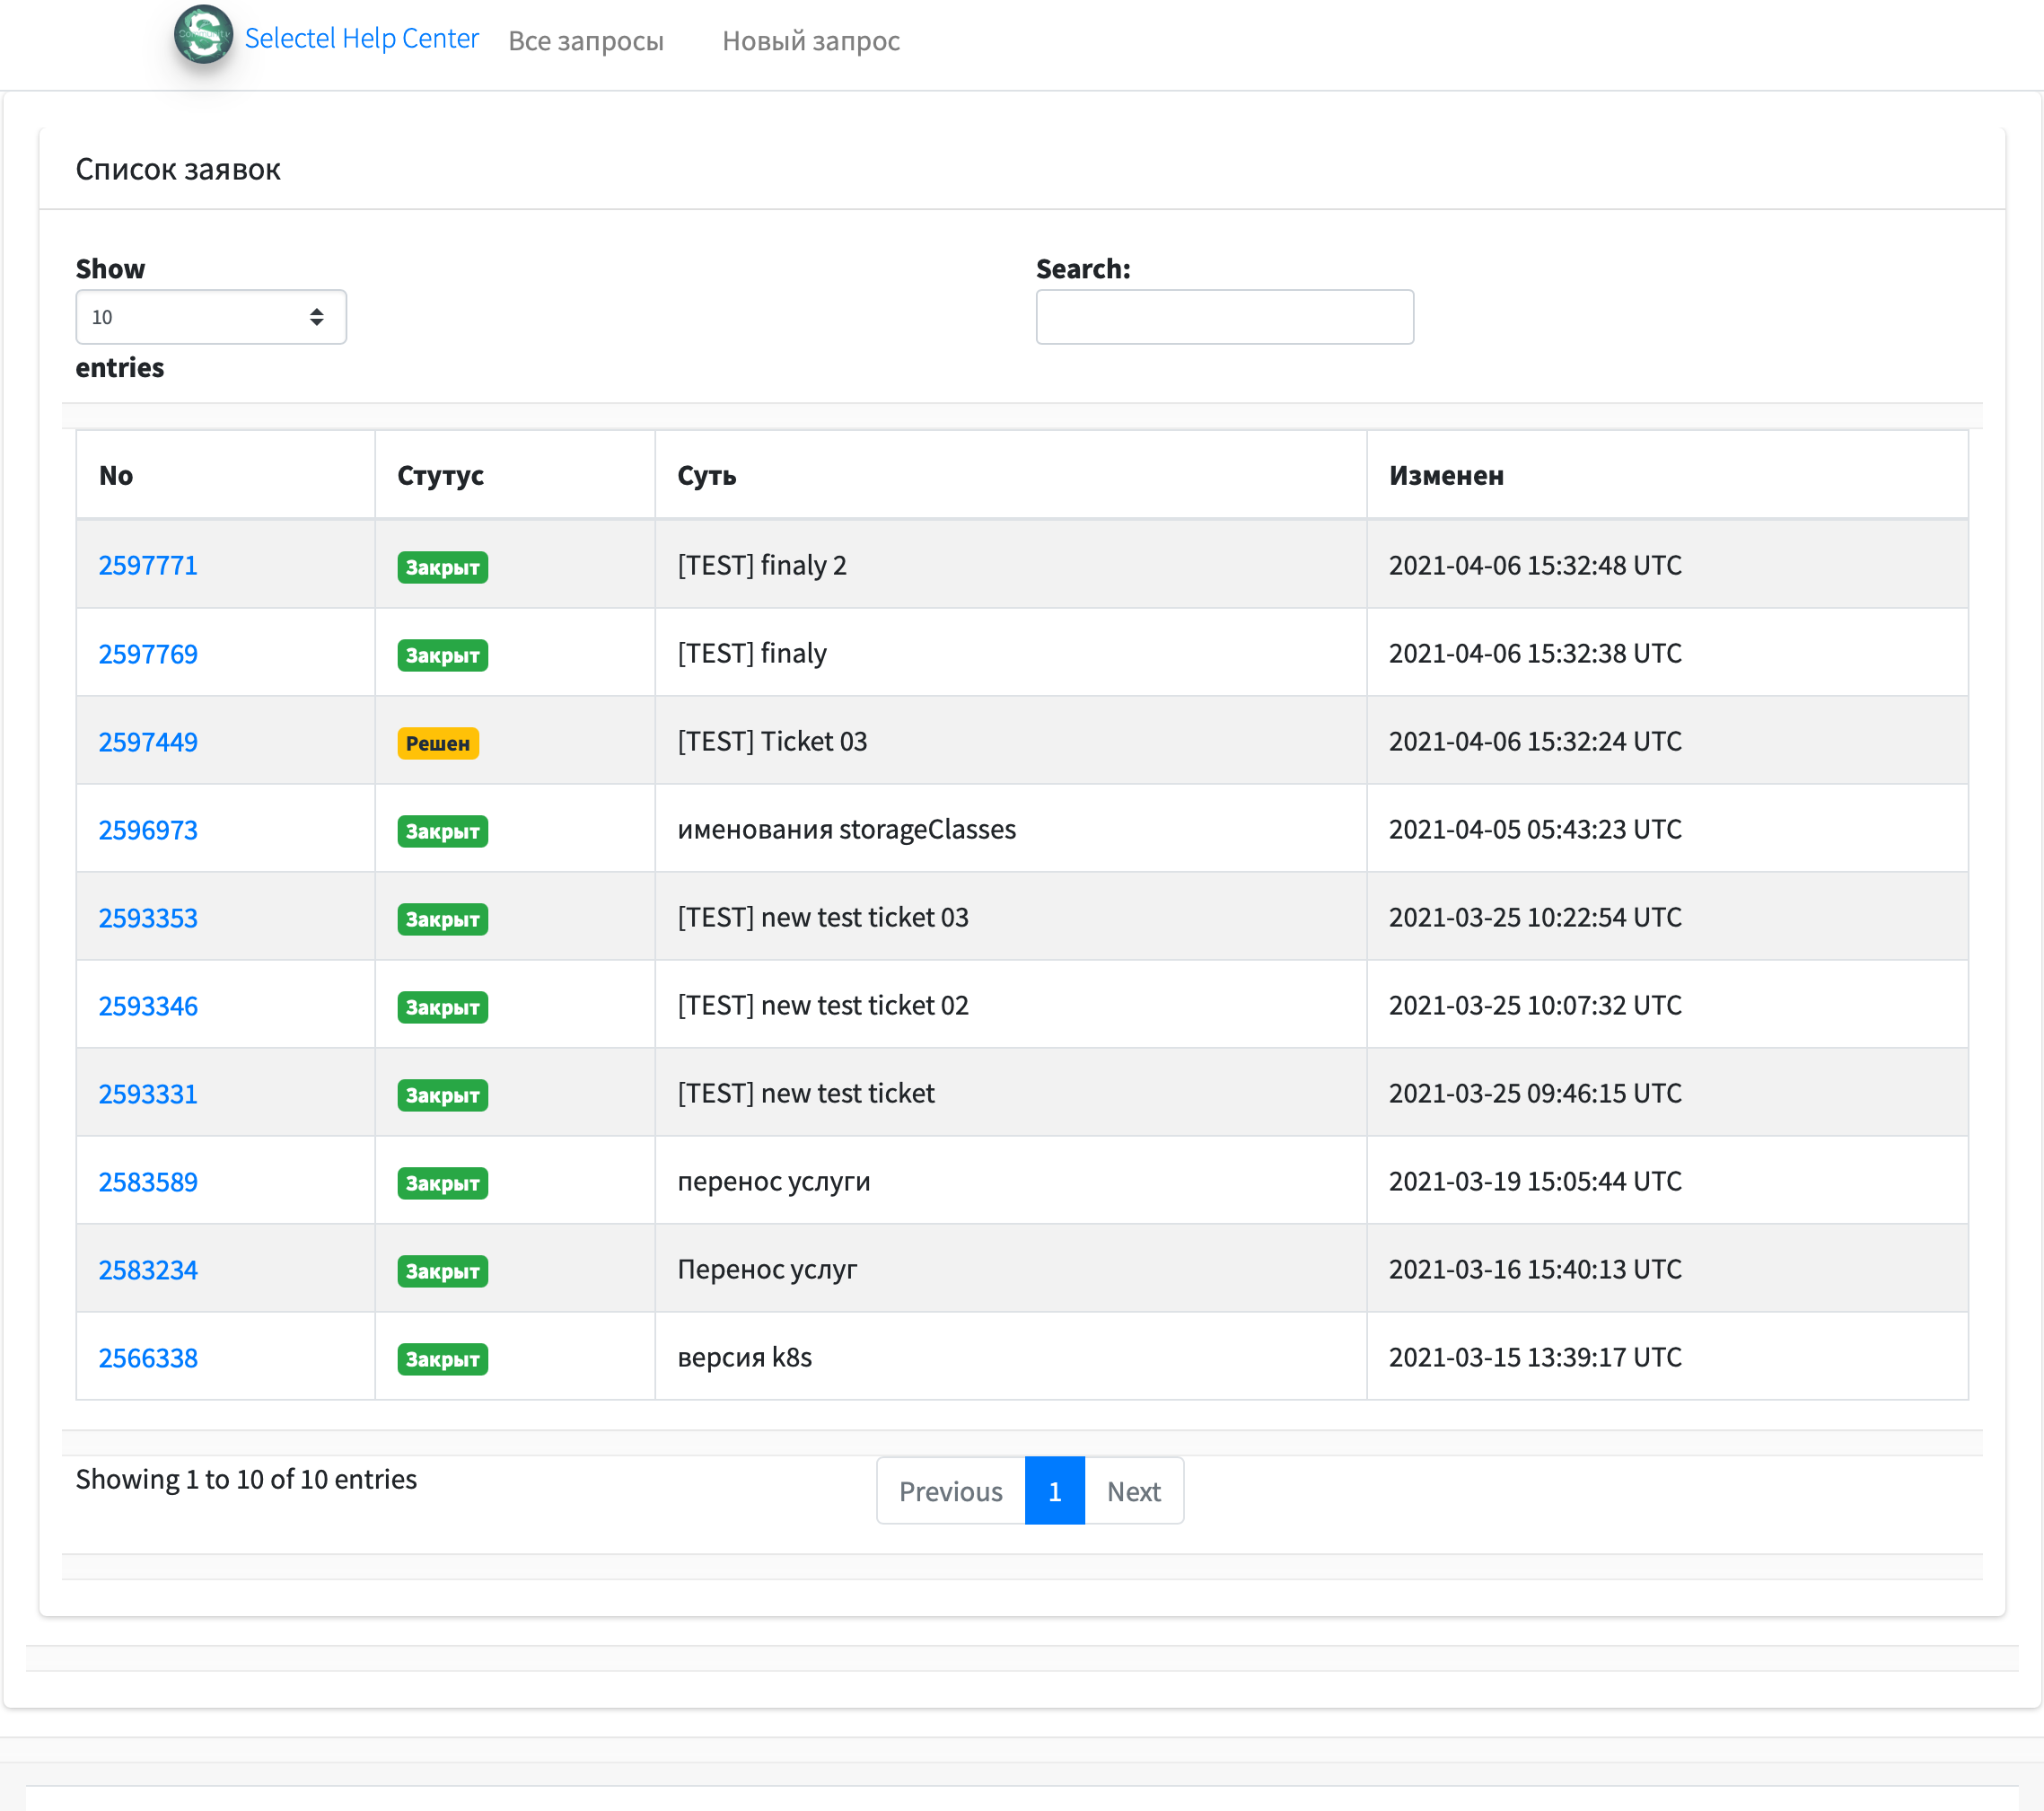 Community
Selectel Help Center Все запросы Новый запрос
Список заявок
Show
Search:
10
entries
No Стутус Суть Изменен
2597771 Закрыт [TEST] finaly 2 2021-04-06 15:32:48 UTC
2597769 Закрыт [TEST] finaly 2021-04-06 15:32:38 UTC
2597449 Решен [TEST] Ticket 03 2021-04-06 15:32:24 UTC
2596973 Закрыт именования storageClasses 2021-04-05 05:43:23 UTC
2593353 Закрыт [TEST] new test ticket 03 2021-03-25 10:22:54 UTC
2593346 Закрыт [TEST] new test ticket 02 2021-03-25 10:07:32 UTC
2593331 Закрыт [TEST] new test ticket 2021-03-25 09:46:15 UTC
2583589 Закрыт перенос услуги 2021-03-19 15:05:44 UTC
2583234 Закрыт Перенос услуг 2021-03-16 15:40:13 UTC
2566338 Закрыт версия k8s 2021-03-15 13:39:17 UTC
Showing 1 to 10 of 10 entries Previous 1 Next